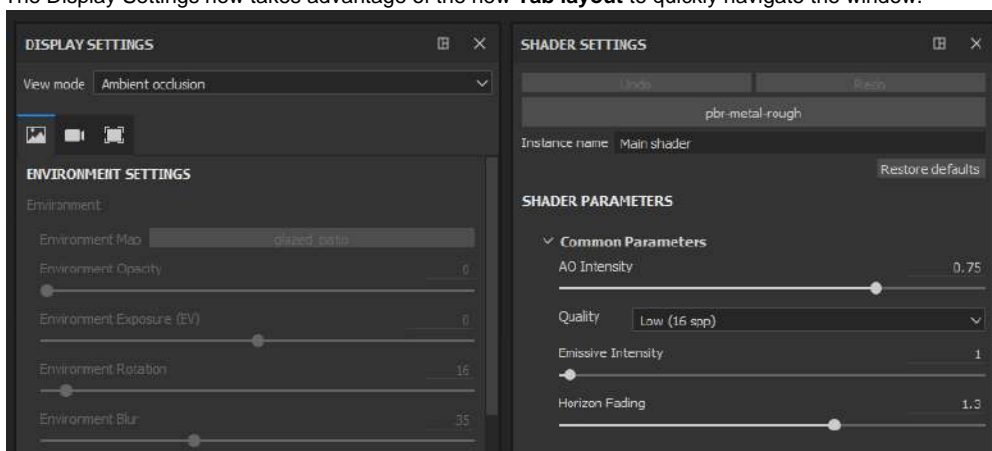 The Display Settings now takes advantage of the new Tab layout to quickly navigate the window.
DISPLAY SETTINGS
View mode Ambient occlusion
ENVIRONMENT SETTINGS
Environment
Environment Map glazed_patio
Environment Opacity 0
Environment Exposure (EV) 0
Environment Rotation 16
Environment Blur 35
SHADER SETTINGS
Undo Redo
pbr-metal-rough
Instance name Main shader
Restore defaults
SHADER PARAMETERS
Common Parameters
AO Intensity 0.75
Quality Low (16 spp)
Emissive Intensity 1
Horizon Fading 1.3